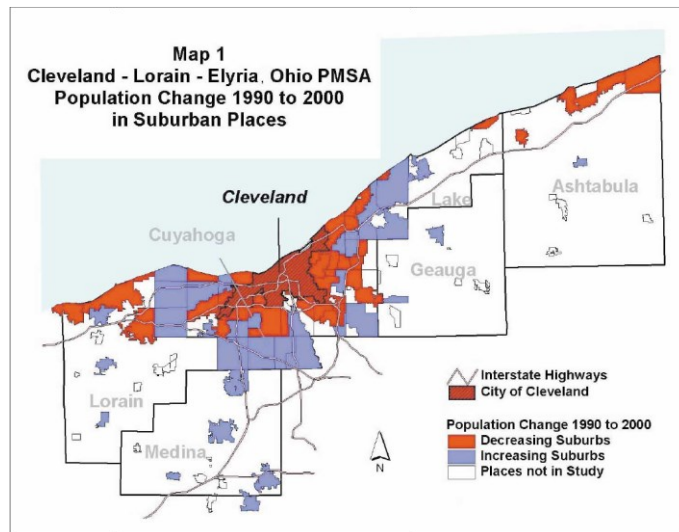 Map 1
Cleveland - Lorain - Elyria, Ohio PMSA
Population Change 1990 to 2000
in Suburban Places
Cleveland
Cuyahoga
Lake
Ashtabula
Geauga
Lorain
Medina
Interstate Highways
City of Cleveland
Population Change 1990 to 2000
Decreasing Suburbs
Increasing Suburbs
Places not in Study
N